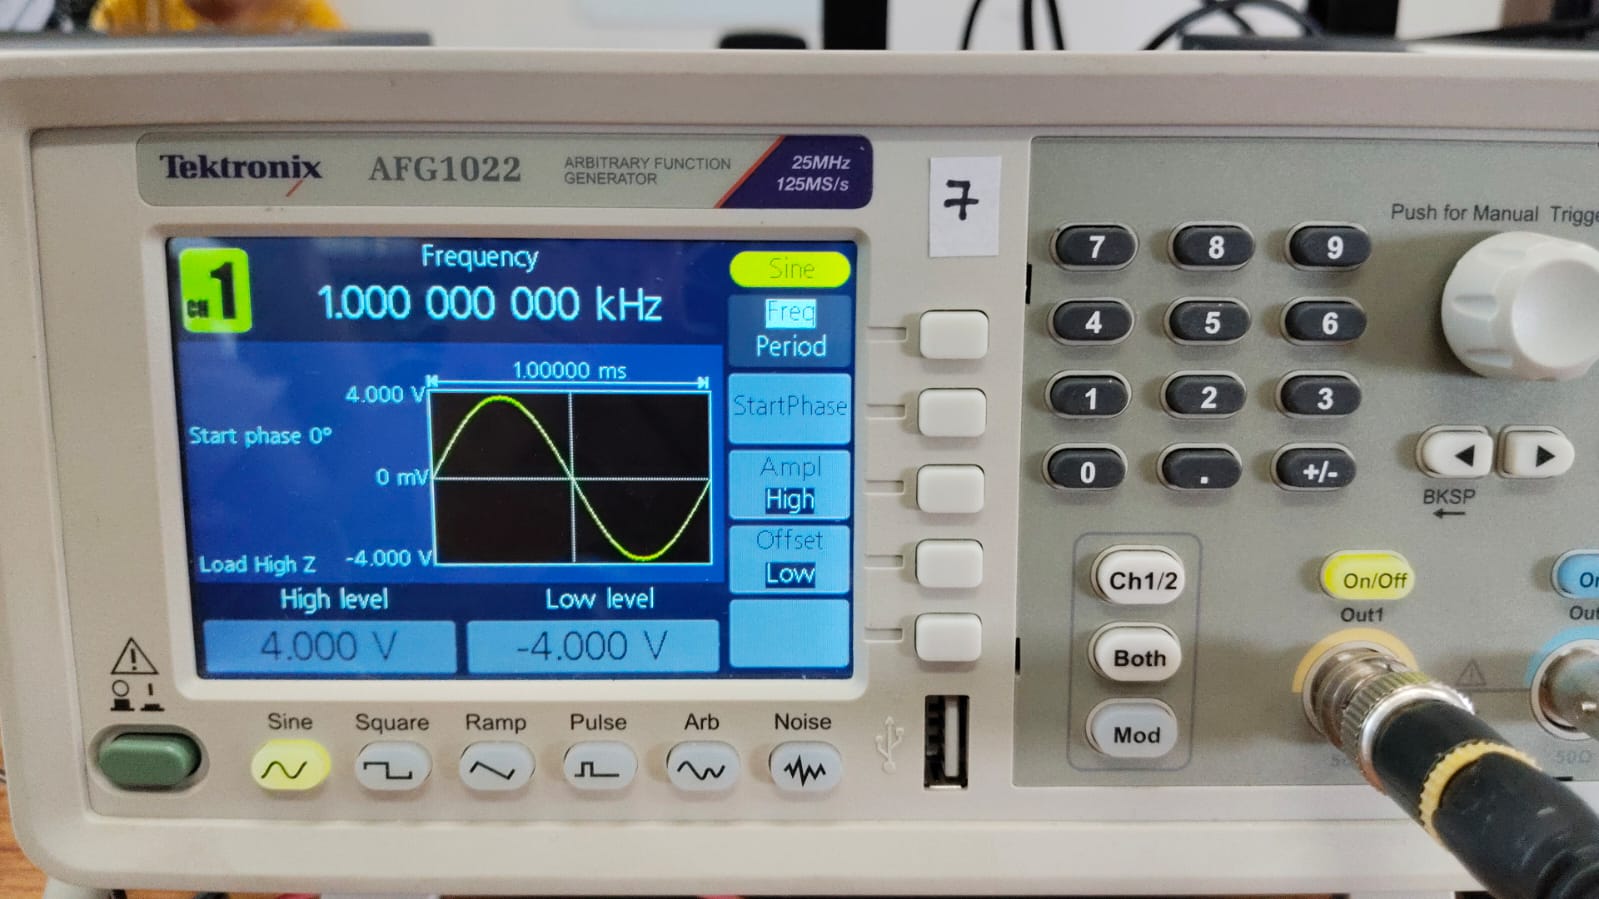 Tektronix AFG1022 ARBITRARY FUNCTION GENERATOR
25MHz
125MS/s
7
CH1
Frequency
1.000 000 000 kHz
Sine
Freq
Period
StartPhase
Ampl
High
Offset
Low
1.00000 ms
4.000 V
Start phase 0°
0 mV
Load High Z
-4.000 V
High level
Low level
4.000 V
-4.000 V
Sine
Square
Ramp
Pulse
Arb
Noise
Push for Manual
7 8 9
4 5 6
1 2 3
0 . +/-
BKSP
Ch1/2
Both
Mod
On/Off
Out1
50Ω